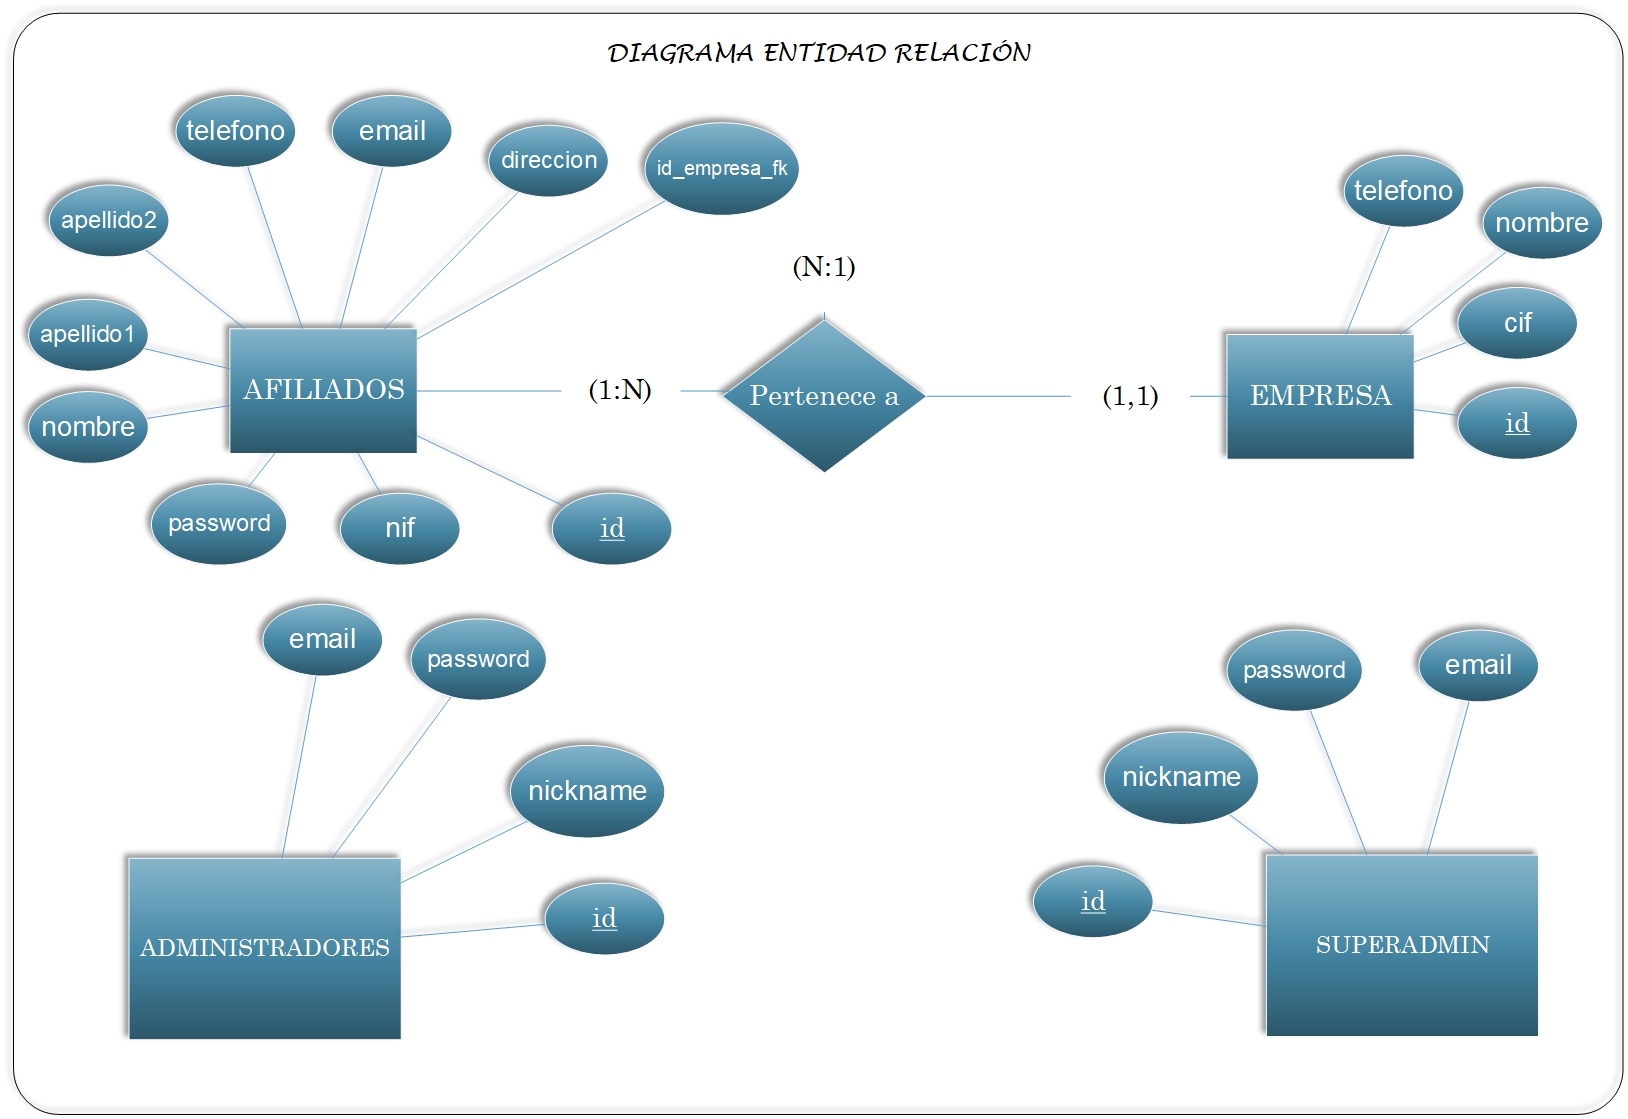 DIAGRAMA ENTIDAD RELACIÓN
telefono
email
direccion
id_empresa_fk
apellido2
apellido1
nombre
AFILIADOS
password
nif
id
(1:N)
(N:1)
Pertenece a
(1,1)
telefono
nombre
cif
id
EMPRESA
email
password
nickname
id
ADMINISTRADORES
password
email
nickname
id
SUPERADMIN